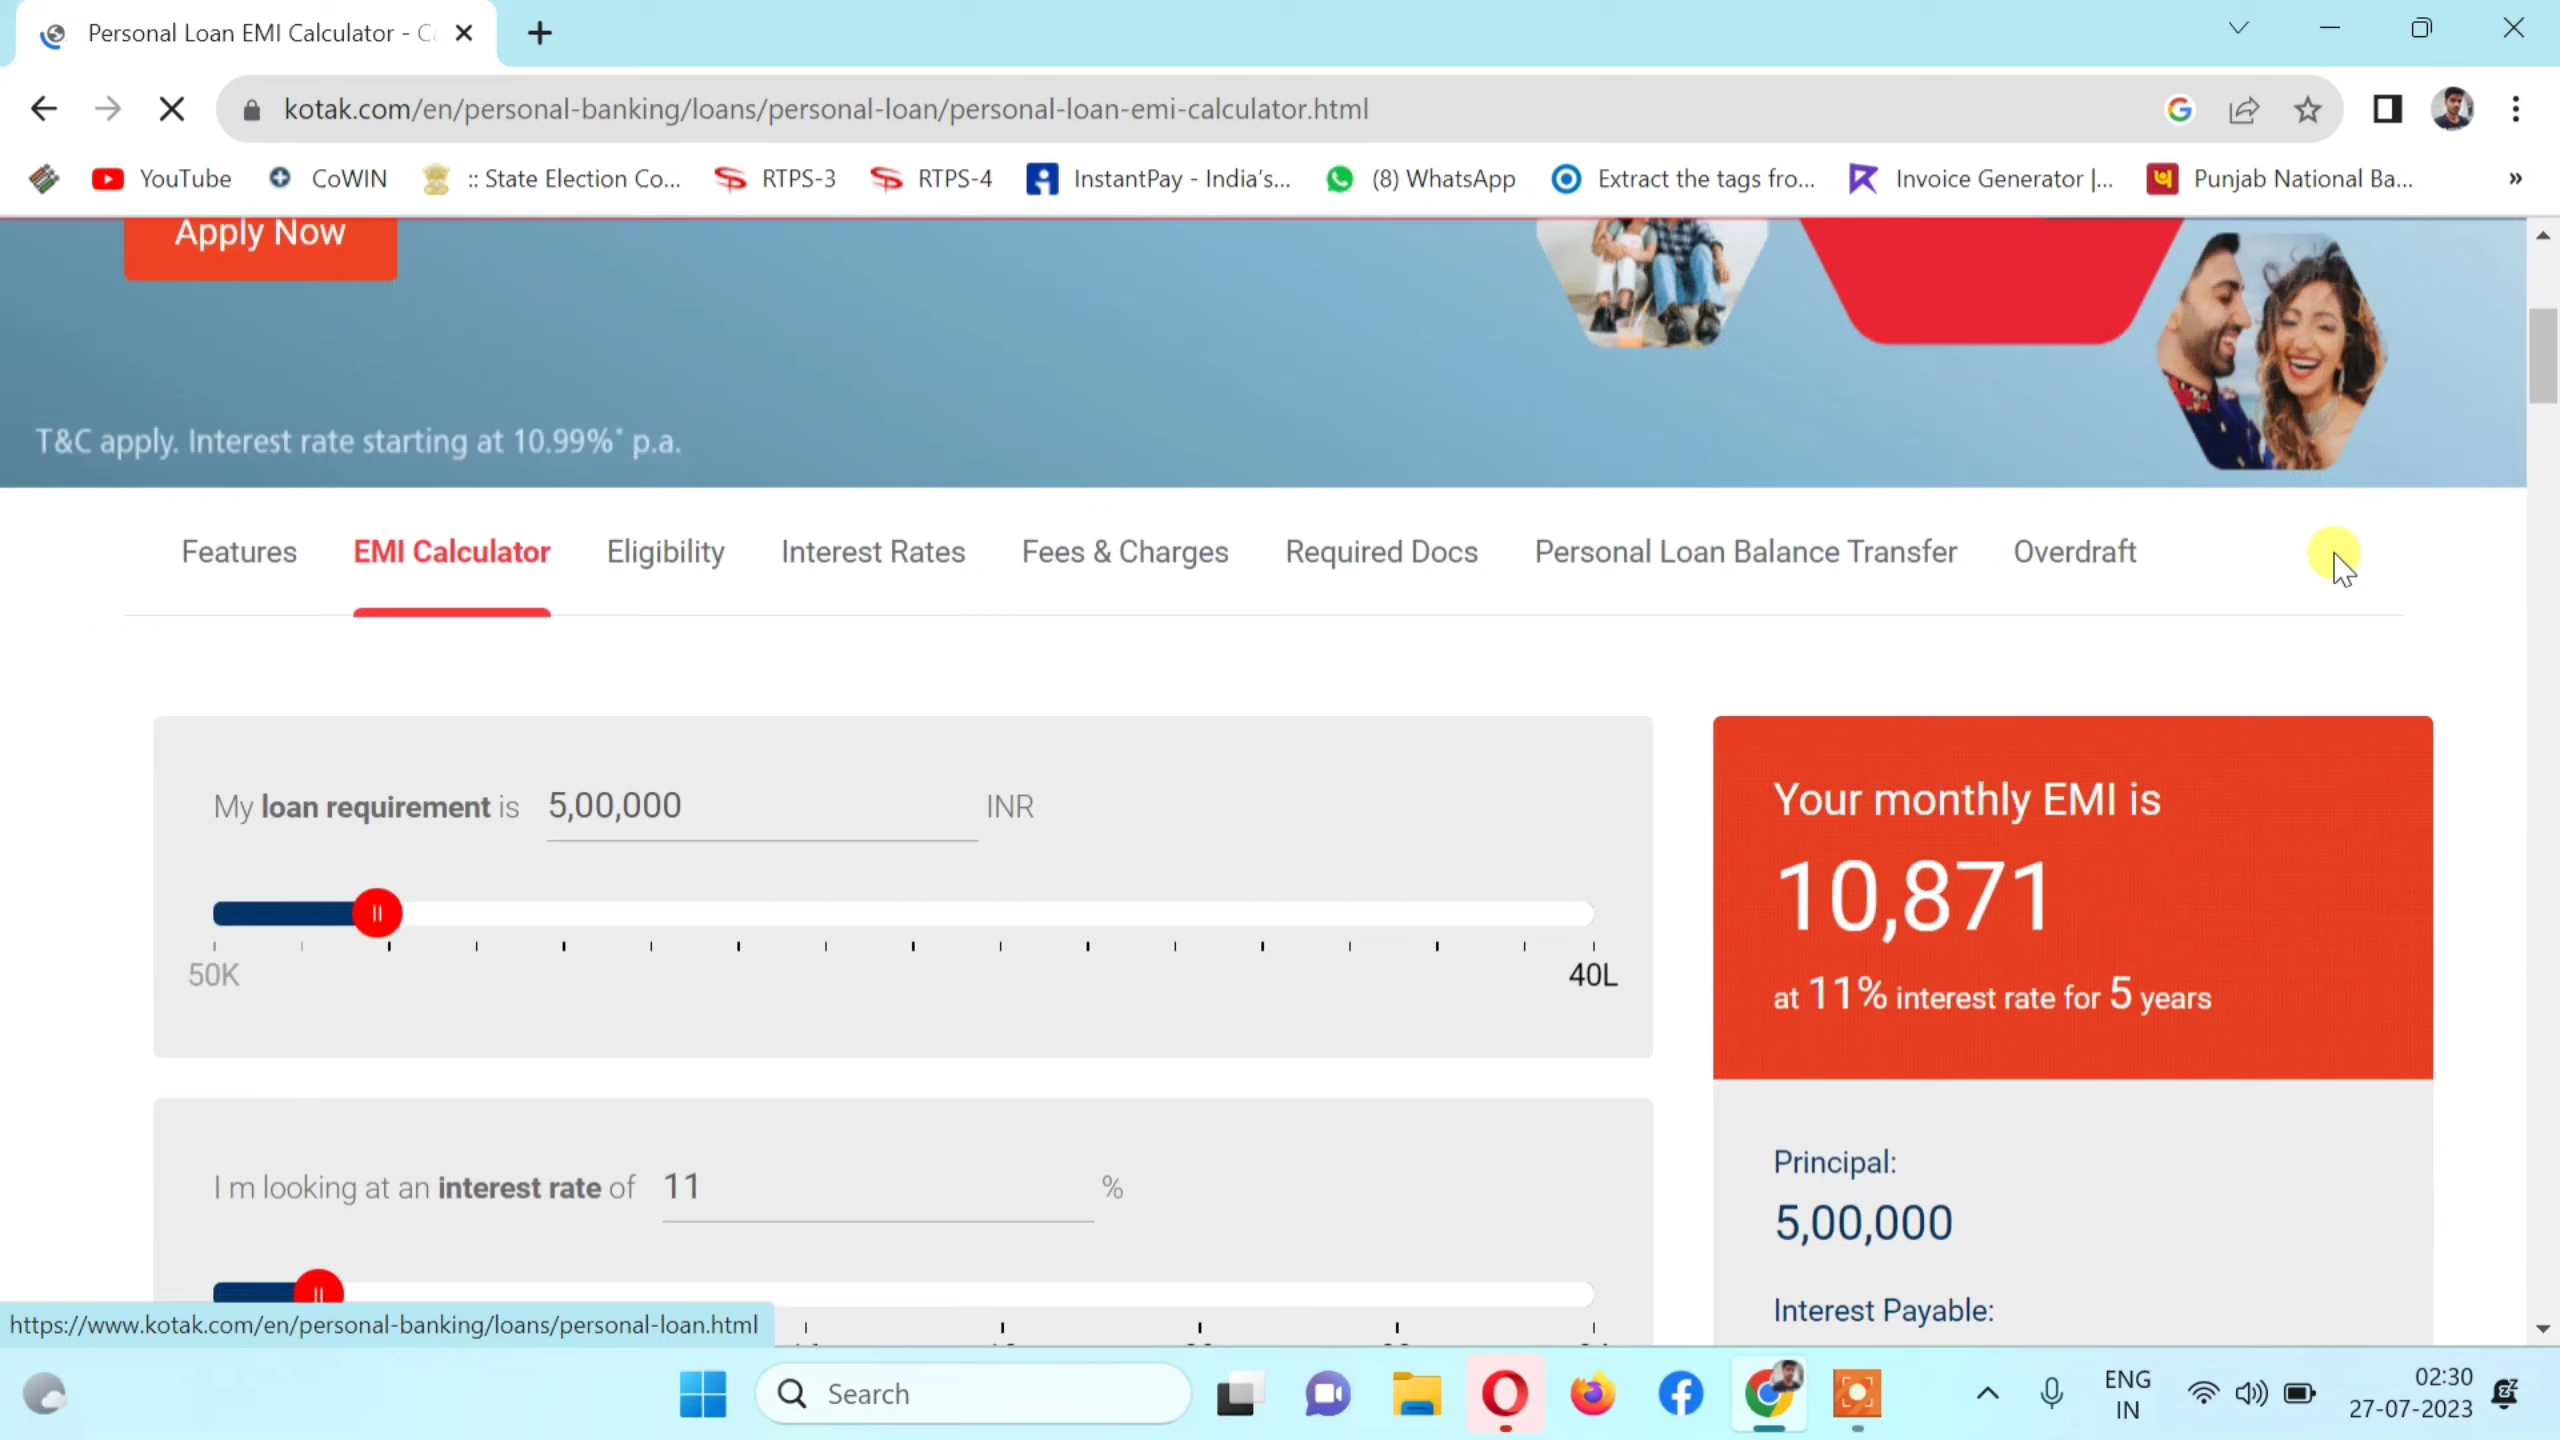 Personal Loan EMI Calculator - C
kotak.com/en/personal-banking/loans/personal-loan/personal-loan-emi-calculator.html
YouTube CoWIN :: State Election Co... RTPS-3 RTPS-4 InstantPay - India's... (8) WhatsApp Extract the tags fro... Invoice Generator |... Punjab National Ba... »
Apply Now
T&C apply. Interest rate starting at 10.99%* p.a.
Features EMI Calculator Eligibility Interest Rates Fees & Charges Required Docs Personal Loan Balance Transfer Overdraft
My loan requirement is 5,00,000 INR
50K 40L
Your monthly EMI is
10,871
at 11% interest rate for 5 years
I m looking at an interest rate of 11 %
Principal:
5,00,000
Interest Payable:
https://www.kotak.com/en/personal-banking/loans/personal-loan.html
Search
ENG
IN
02:30
27-07-2023